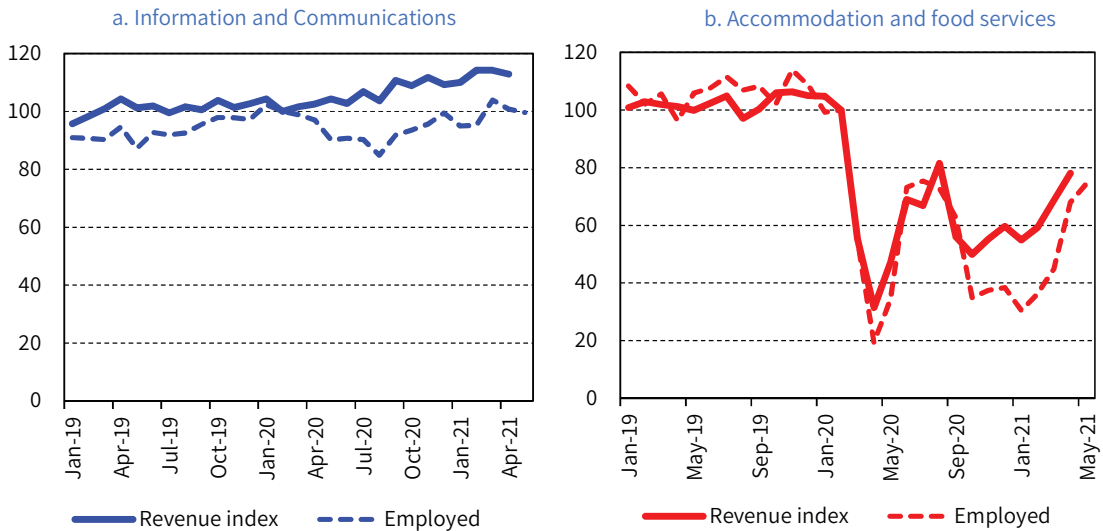 a. Information and Communications
120
100
80
60
40
20
0
Jan-19
Apr-19
Jul-19
Oct-19
Jan-20
Apr-20
Jul-20
Oct-20
Jan-21
Apr-21
Revenue index
Employed
b. Accommodation and food services
120
100
80
60
40
20
0
Jan-19
May-19
Sep-19
Jan-20
May-20
Sep-20
Jan-21
May-21
Revenue index
Employed